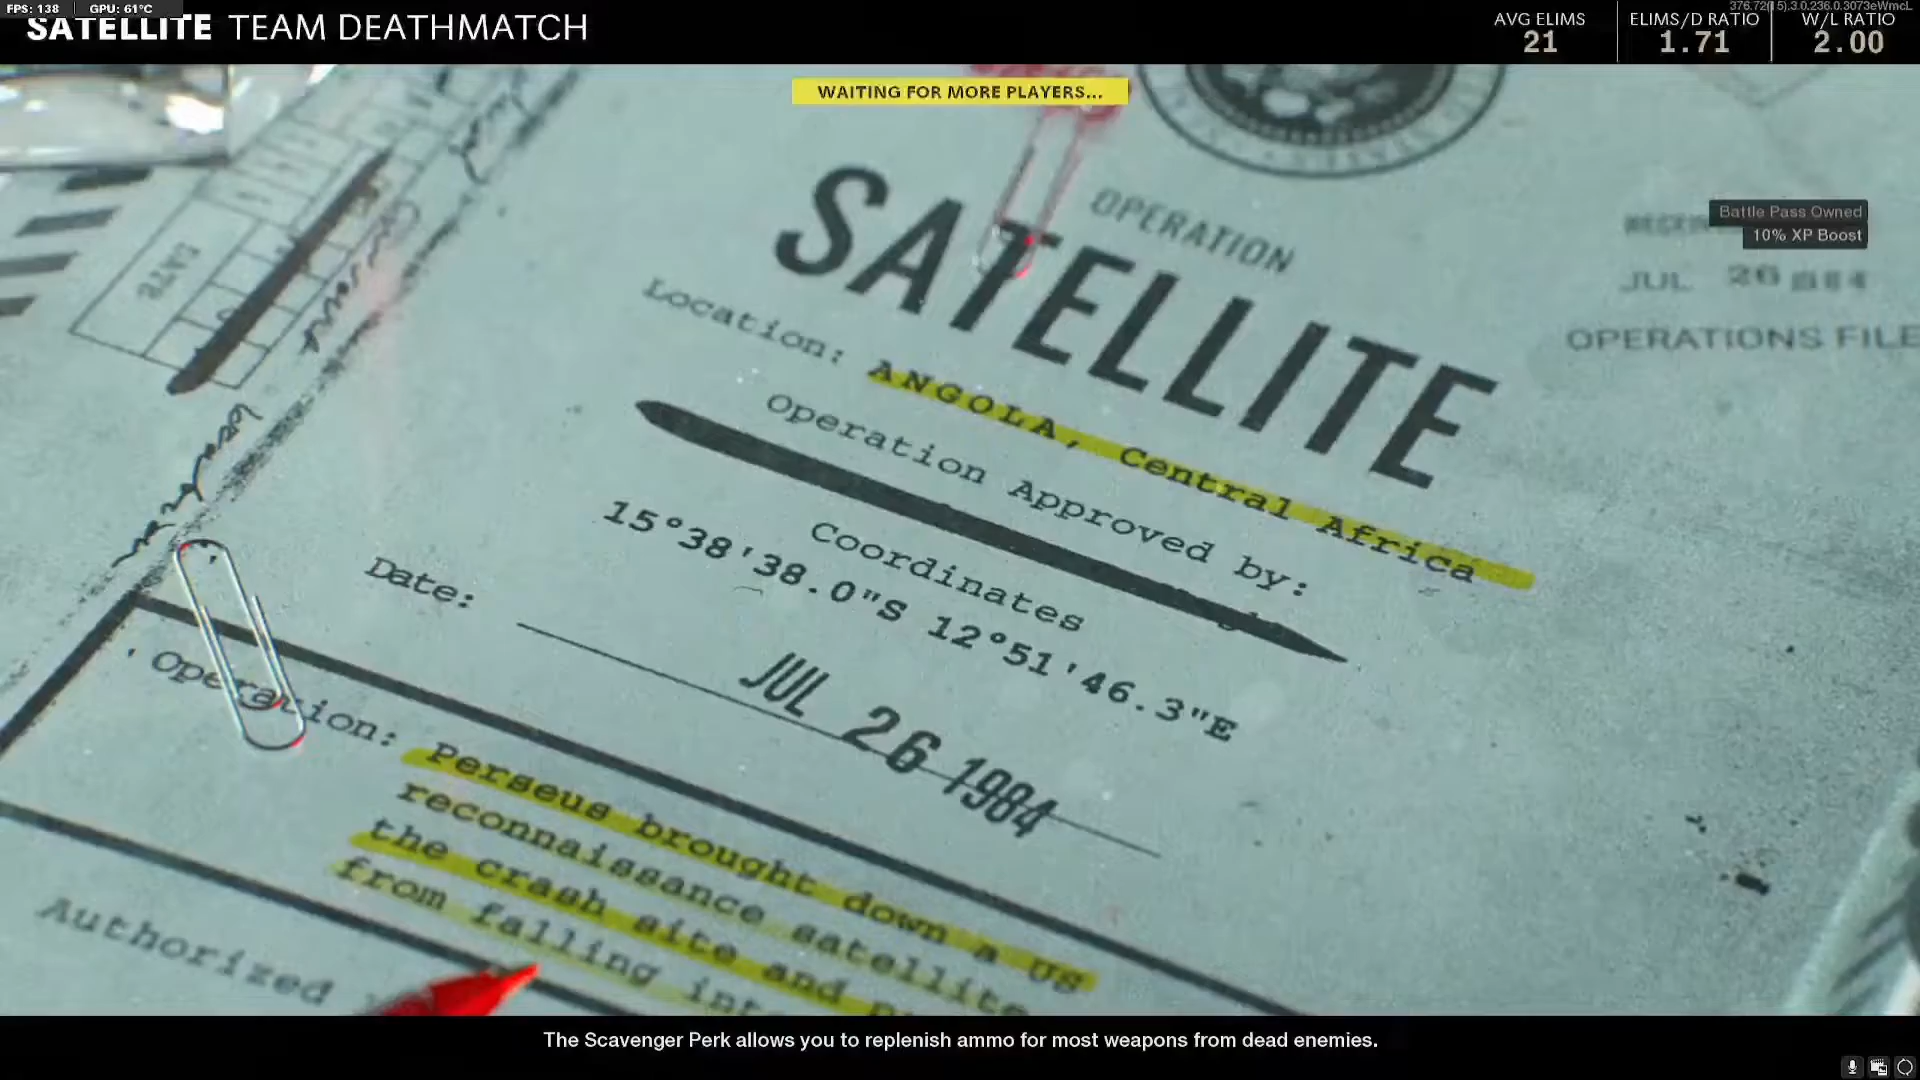 FPS: 138 GPU: 61°C
SATELLITE TEAM DEATHMATCH
AVG ELIMS
21
ELIMS/D RATIO
1.71
W/L RATIO
2.00
WAITING FOR MORE PLAYERS...
Battle Pass Owned
10% XP Boost
JUL 26
OPERATIONS FILE
DATE
OPERATION
SATELLITE
Location: ANGOLA, Central Africa
Operation Approved by:
Coordinates
15°38'38.0"S 12°51'46.3"E
Date:
JUL 26 1984
Operation: Perseus brought down a US
reconnaissance satellite
the crash site and
from falling
Authorized
The Scavenger Perk allows you to replenish ammo for most weapons from dead enemies.